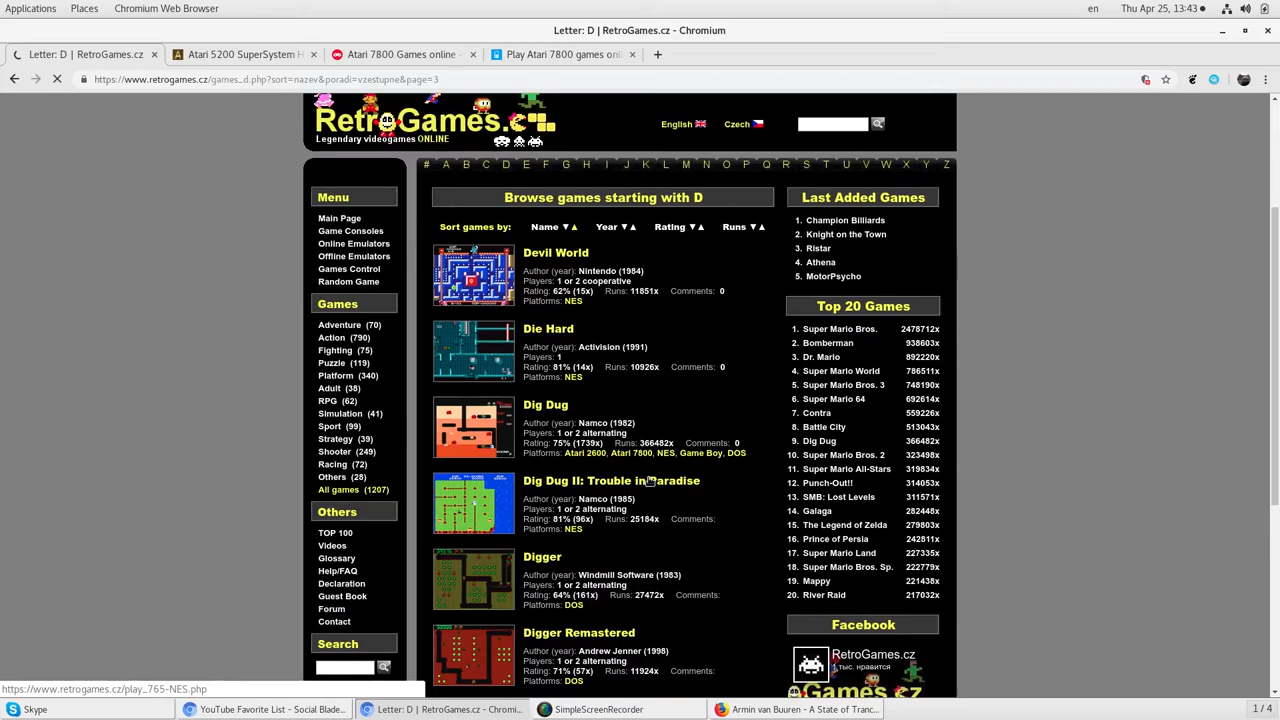 Applications Places Chromium Web Browser en Thu Apr 25, 13:43
Letter: D | RetroGames.cz - Chromium
Letter: D | RetroGames.cz × Atari 5200 SuperSystem H × Atari 7800 Games online - × Play Atari 7800 games onl × +
https://www.retrogames.cz/games_d.php?sort=nazev&poradi=vzestupne&page=3
RetroGames.cz
Legendary videogames ONLINE
English Czech
# A B C D E F G H I J K L M N O P Q R S T U V W X Y Z
Menu
Main Page
Game Consoles
Online Emulators
Offline Emulators
Games Control
Random Game
Games
Adventure (70)
Action (790)
Fighting (75)
Puzzle (119)
Platform (340)
Adult (38)
RPG (62)
Simulation (41)
Sport (99)
Strategy (39)
Shooter (249)
Racing (72)
Others (28)
All games (1207)
Others
TOP 100
Videos
Glossary
Help/FAQ
Declaration
Guest Book
Forum
Contact
Search
Browse games starting with D
Sort games by: Name ▼▲ Year ▼▲ Rating ▼▲ Runs ▼▲
Devil World
Author (year): Nintendo (1984)
Players: 1 or 2 cooperative
Rating: 62% (15x) Runs: 11851x Comments: 0
Platforms: NES
Die Hard
Author (year): Activision (1991)
Players: 1
Rating: 81% (14x) Runs: 10926x Comments: 0
Platforms: NES
Dig Dug
Author (year): Namco (1982)
Players: 1 or 2 alternating
Rating: 75% (1739x) Runs: 366482x Comments: 0
Platforms: Atari 2600, Atari 7800, NES, Game Boy, DOS
Dig Dug II: Trouble in Paradise
Author (year): Namco (1985)
Players: 1 or 2 alternating
Rating: 81% (96x) Runs: 25184x Comments:
Platforms: NES
Digger
Author (year): Windmill Software (1983)
Players: 1 or 2 alternating
Rating: 64% (161x) Runs: 27472x Comments:
Platforms: DOS
Digger Remastered
Author (year): Andrew Jenner (1998)
Players: 1 or 2 alternating
Rating: 71% (57x) Runs: 11924x Comments:
Platforms: DOS
Last Added Games
1. Champion Billiards
2. Knight on the Town
3. Ristar
4. Athena
5. MotorPsycho
Top 20 Games
1. Super Mario Bros. 2478712x
2. Bomberman 938603x
3. Dr. Mario 892220x
4. Super Mario World 786511x
5. Super Mario Bros. 3 748190x
6. Super Mario 64 692614x
7. Contra 559226x
8. Battle City 513043x
9. Dig Dug 366482x
10. Super Mario Bros. 2 323498x
11. Super Mario All-Stars 319834x
12. Punch-Out!! 314053x
13. SMB: Lost Levels 311571x
14. Galaga 282448x
15. The Legend of Zelda 279803x
16. Prince of Persia 242811x
17. Super Mario Land 227335x
18. Super Mario Bros. Sp. 222779x
19. Mappy 221438x
20. River Raid 217032x
Facebook
RetroGames.cz
тыс. нравится
Games.cz
https://www.retrogames.cz/play_765-NES.php
Skype YouTube Favorite List - Social Blade... Letter: D | RetroGames.cz - Chromi... SimpleScreenRecorder Armin van Buuren - A State of Tranc... 1 / 4